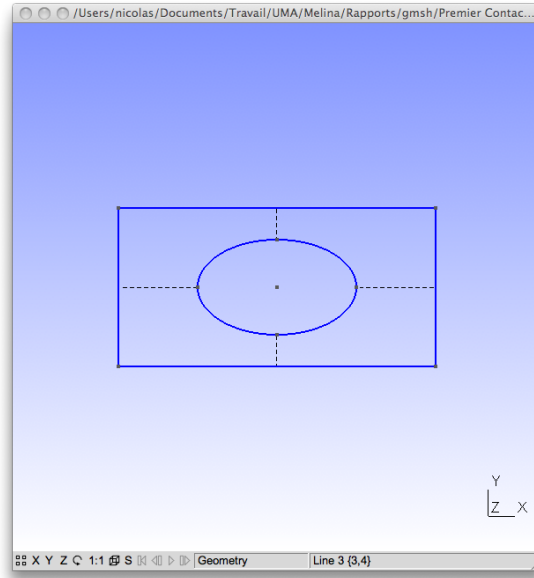 /Users/nicolas/Documents/Travail/UMA/Melina/Rapports/gmsh/Premier Contac...
Y
Z X
X Y Z 1:1 S Geometry Line 3 {3,4}